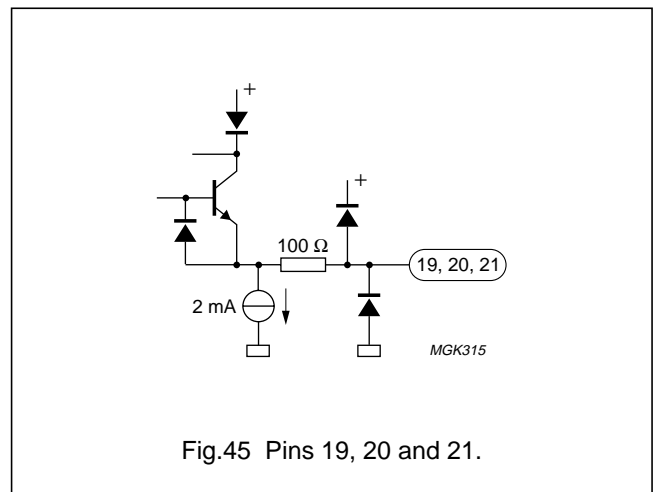 +
+
100 Ω
19, 20, 21
2 mA
MGK315
Fig.45 Pins 19, 20 and 21.